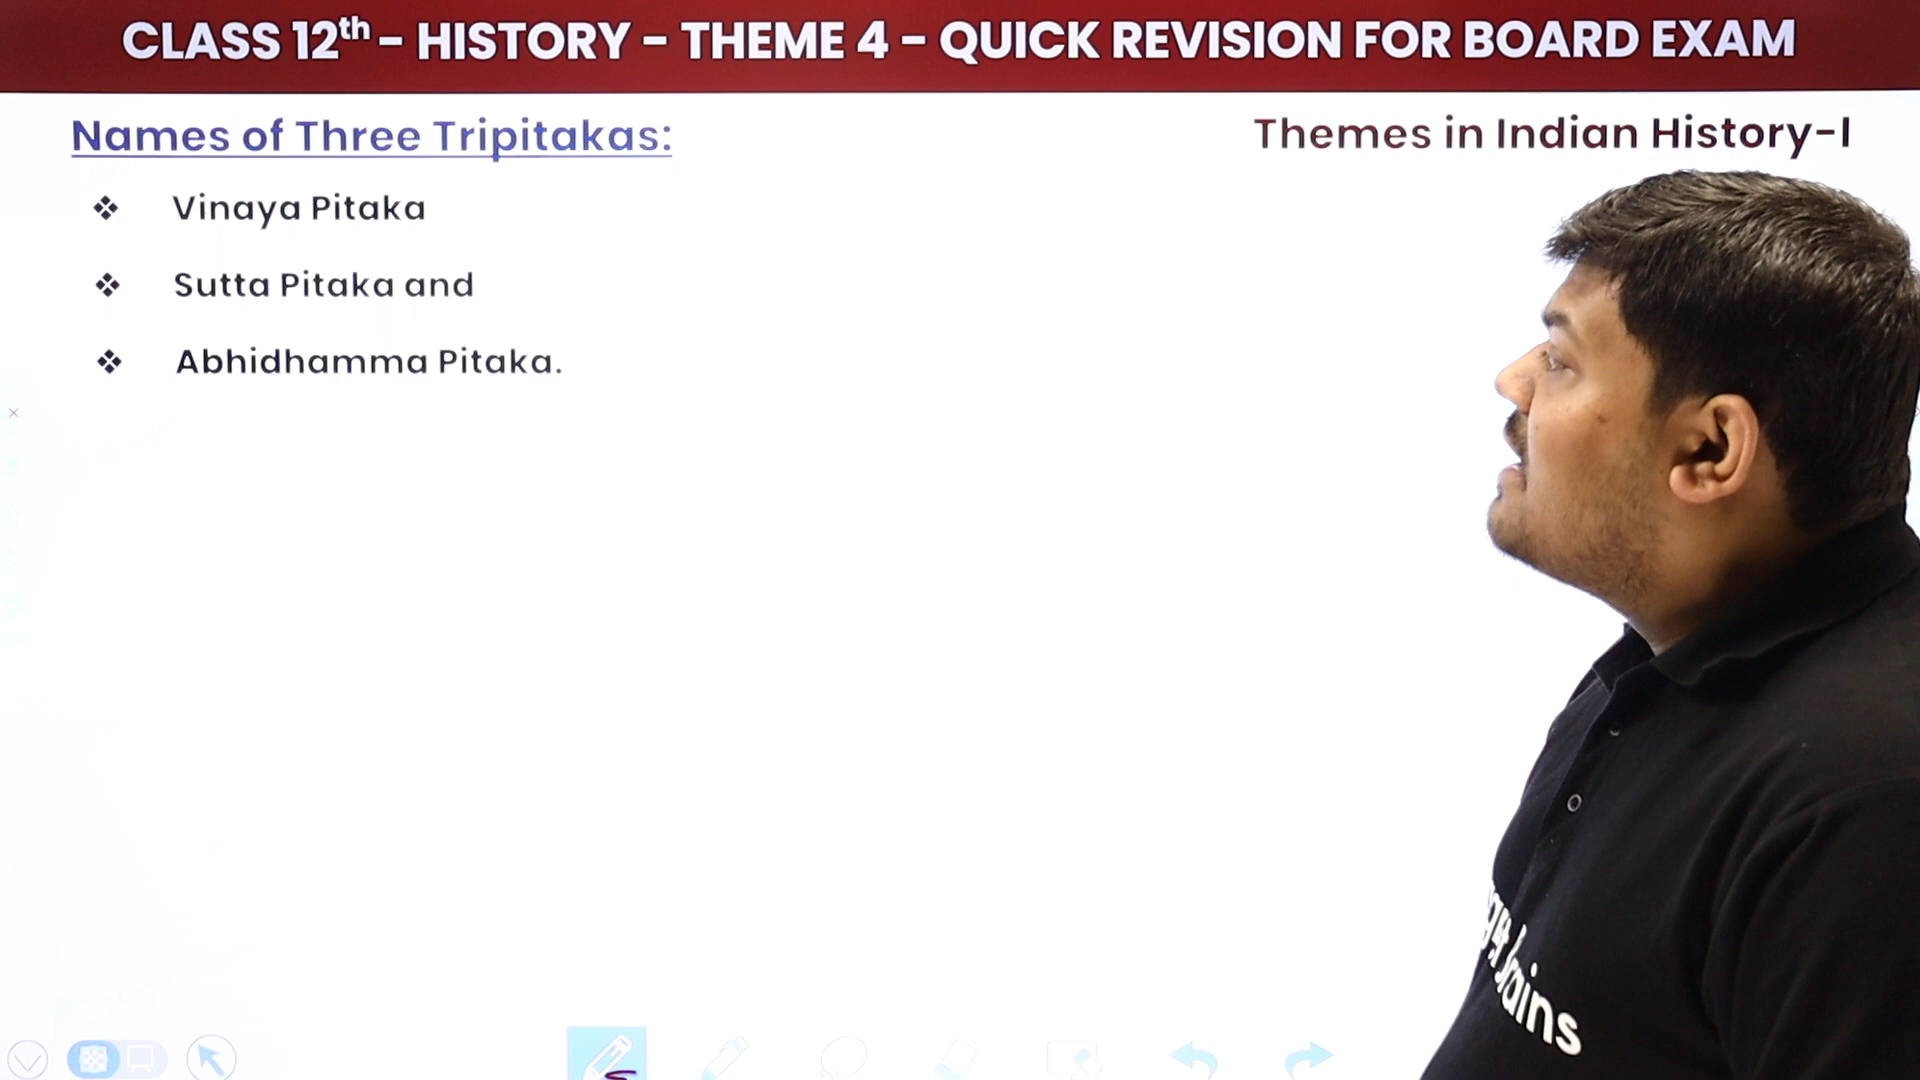 CLASS 12th - HISTORY - THEME 4 - QUICK REVISION FOR BOARD EXAM
Names of Three Tripitakas:
Themes in Indian History-I
❖ Vinaya Pitaka
❖ Sutta Pitaka and
❖ Abhidhamma Pitaka.
brains